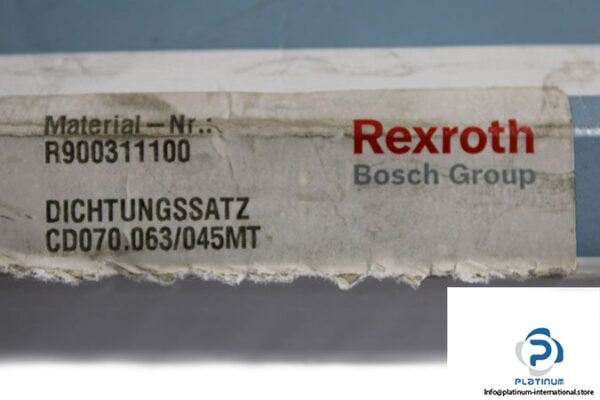 Material-Nr.:
R900311100
Rexroth
Bosch Group
DICHTUNGSSATZ
CD070.063/045MT
PLATINUM
Info@platinum-international.store